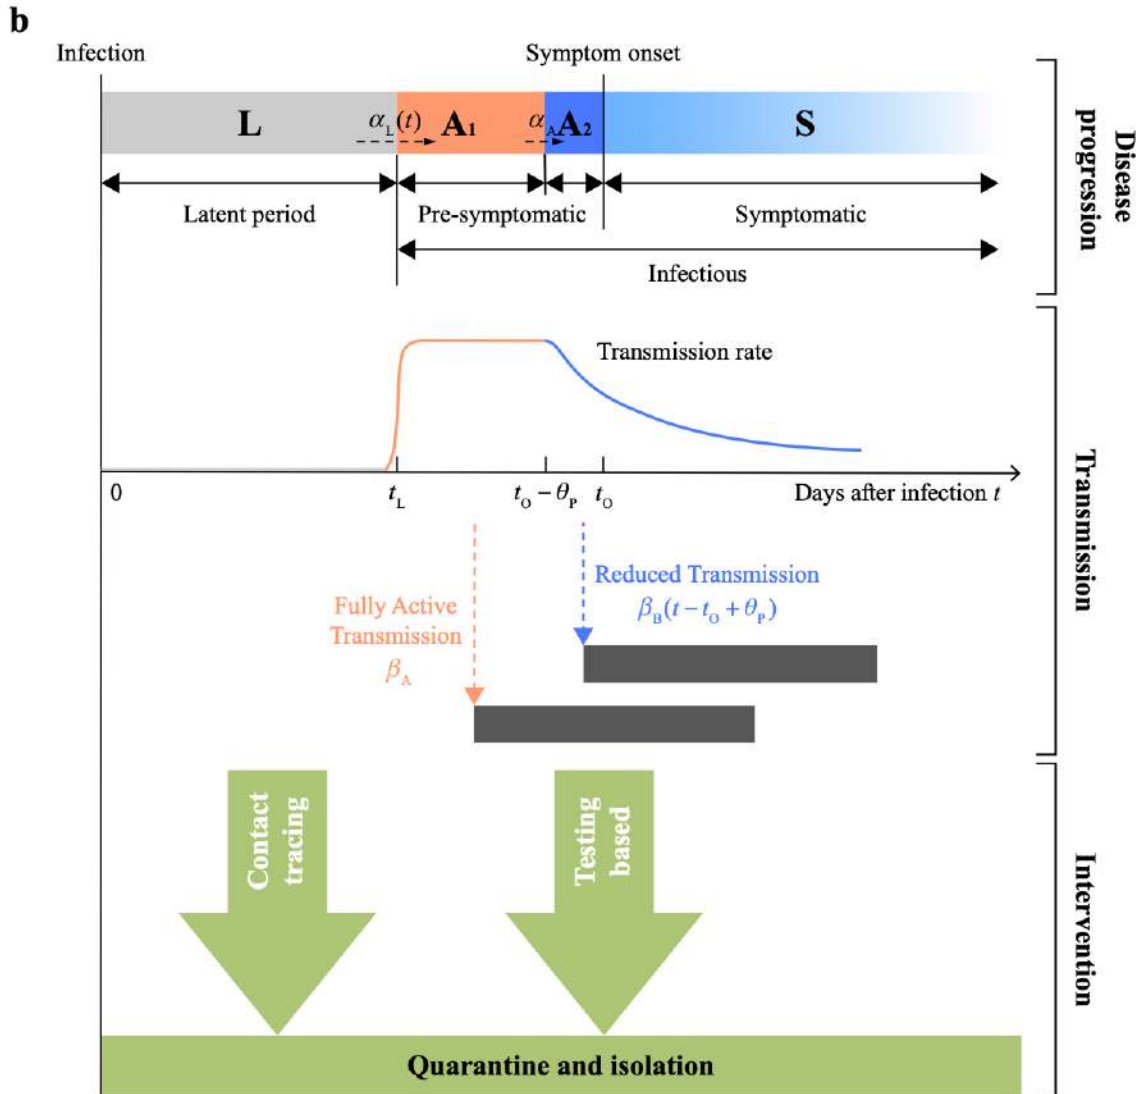 b
Infection
Symptom onset
L
α_L(t)
A₁
α_A
A₂
S
Latent period
Pre-symptomatic
Symptomatic
Infectious
Disease
progression
Transmission rate
0
t_L
t_O − θ_P
t_O
Days after infection t
Fully Active
Transmission
β_A
Reduced Transmission
β_B(t − t_O + θ_P)
Transmission
Contact
tracing
Testing
based
Quarantine and isolation
Intervention